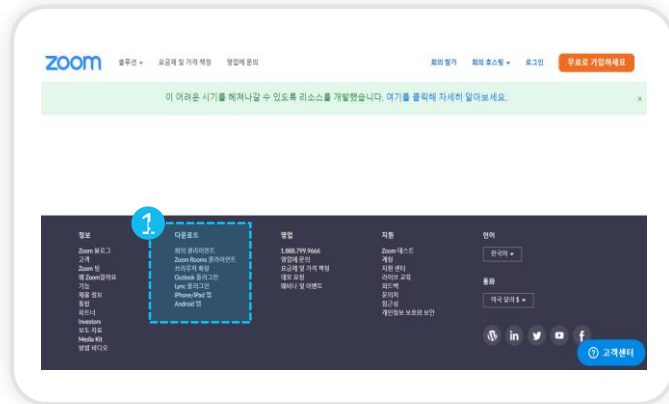 zoom 솔루션 요금제 및 가격 책정 영업에 문의 회의 참가 회의 호스팅 로그인 무료로 가입하세요
이 어려운 시기를 헤쳐나갈 수 있도록 리소스를 개발했습니다. 여기를 클릭해 자세히 알아보세요. ×
1
정보
Zoom 블로그
고객
Zoom 팀
왜 Zoom일까요
기능
제품 정보
통합
파트너
Investors
보도 자료
Media Kit
방법 비디오
다운로드
회의 클라이언트
Zoom Rooms 클라이언트
브라우저 확장
Outlook 플러그인
Lync 플러그인
iPhone/iPad 앱
Android 앱
영업
1.888.799.9666
영업에 문의
요금제 및 가격 책정
데모 요청
웨비나 및 이벤트
지원
Zoom 테스트
계정
지원 센터
라이브 교육
피드백
문의처
접근성
개인정보 보호와 보안
언어
한국어
통화
미국 달러 $
in
f
고객센터